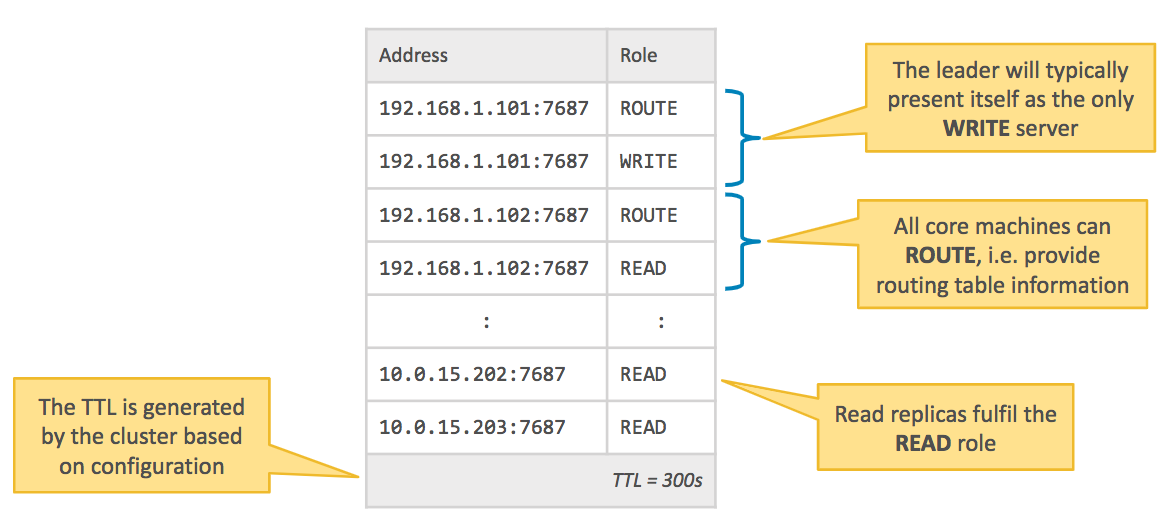 Address Role
192.168.1.101:7687 ROUTE
192.168.1.101:7687 WRITE
192.168.1.102:7687 ROUTE
192.168.1.102:7687 READ
: :
10.0.15.202:7687 READ
10.0.15.203:7687 READ
TTL = 300s
The leader will typically
present itself as the only
WRITE server
All core machines can
ROUTE, i.e. provide
routing table information
Read replicas fulfil the
READ role
The TTL is generated
by the cluster based
on configuration